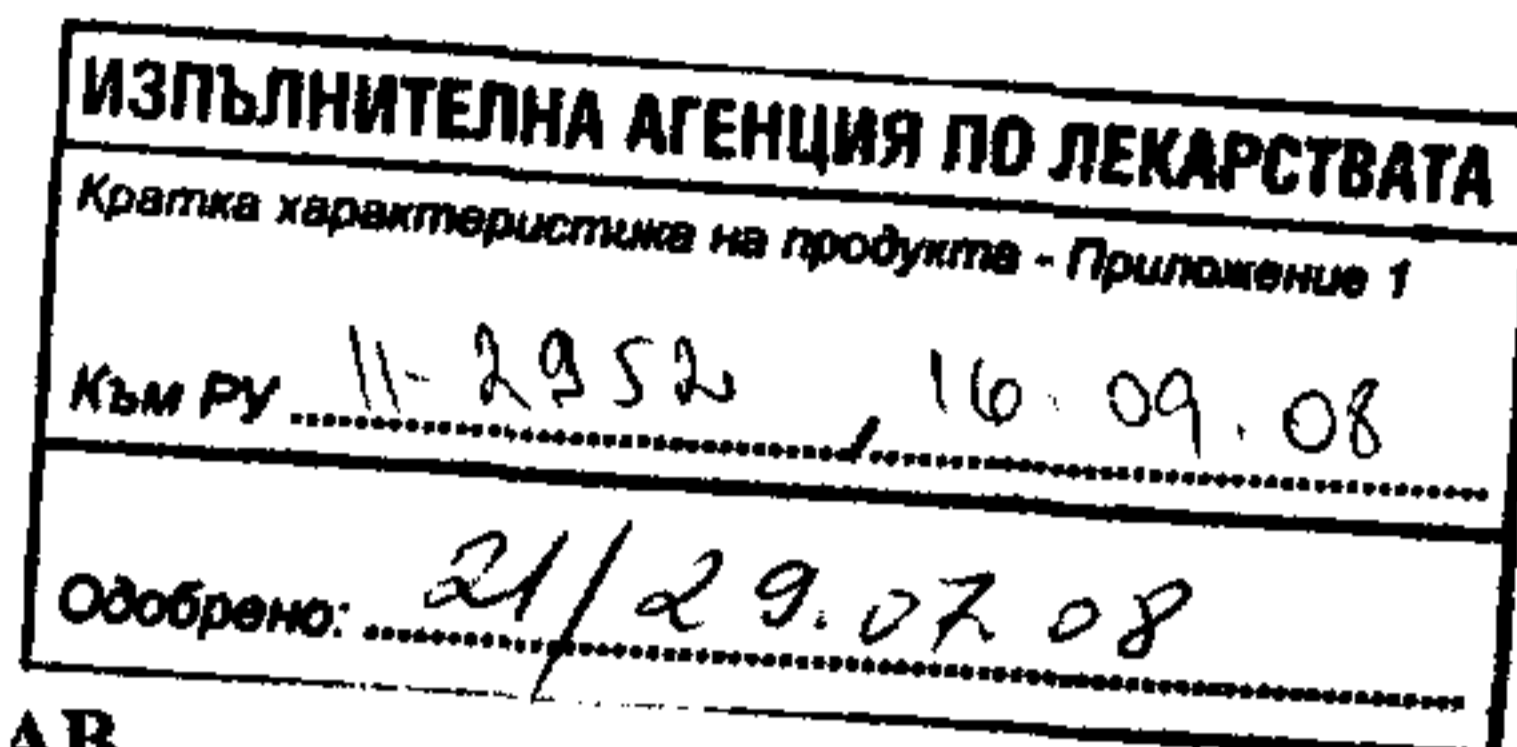 ИЗПЪЛНИТЕЛНА АГЕНЦИЯ ПО ЛЕКАРСТВАТА
Кратка характеристика на продукта - Приложение 1
Към РУ 11-2952 , 16.09.08
Одобрено: 21/29.07.08
АВ